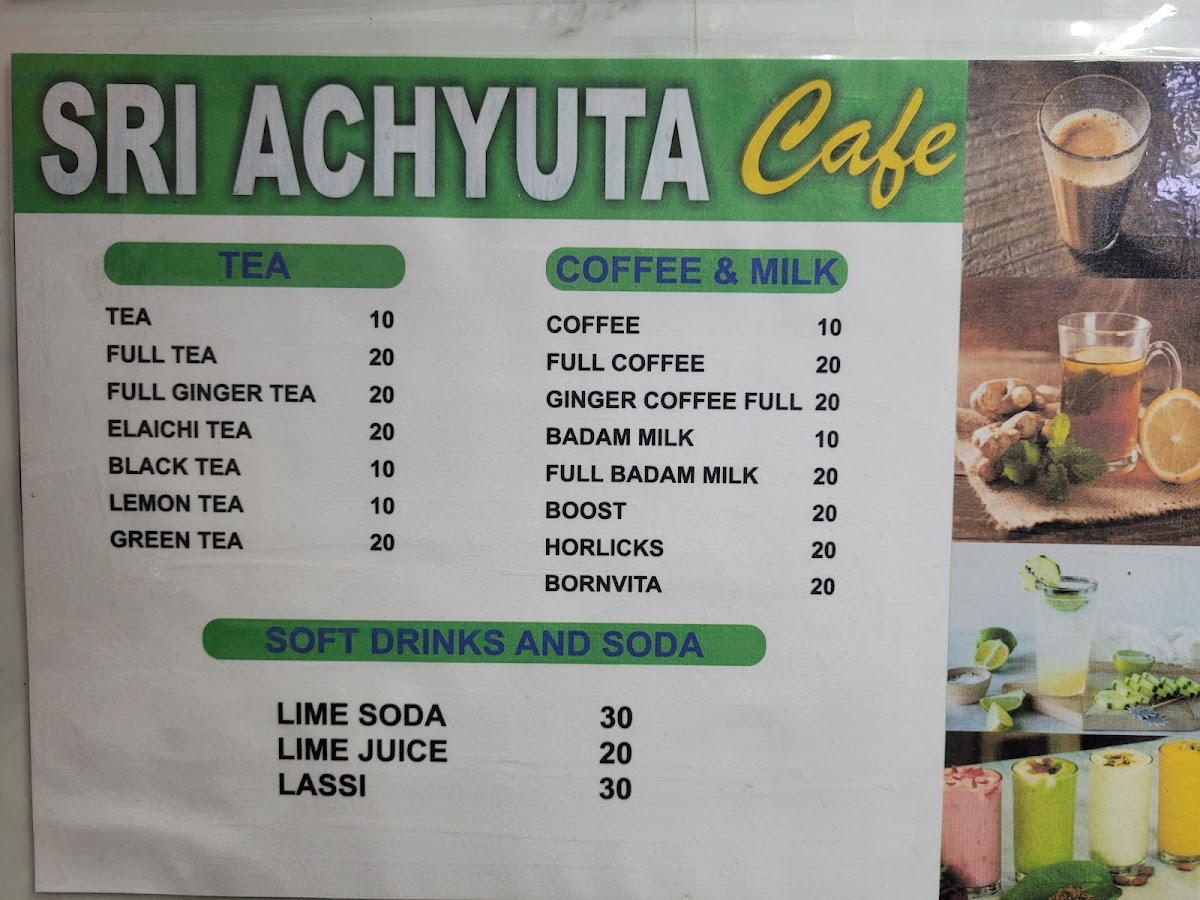 SRI ACHYUTA Cafe
TEA
TEA 10
FULL TEA 20
FULL GINGER TEA 20
ELAICHI TEA 20
BLACK TEA 10
LEMON TEA 10
GREEN TEA 20
COFFEE & MILK
COFFEE 10
FULL COFFEE 20
GINGER COFFEE FULL 20
BADAM MILK 10
FULL BADAM MILK 20
BOOST 20
HORLICKS 20
BORNVITA 20
SOFT DRINKS AND SODA
LIME SODA 30
LIME JUICE 20
LASSI 30